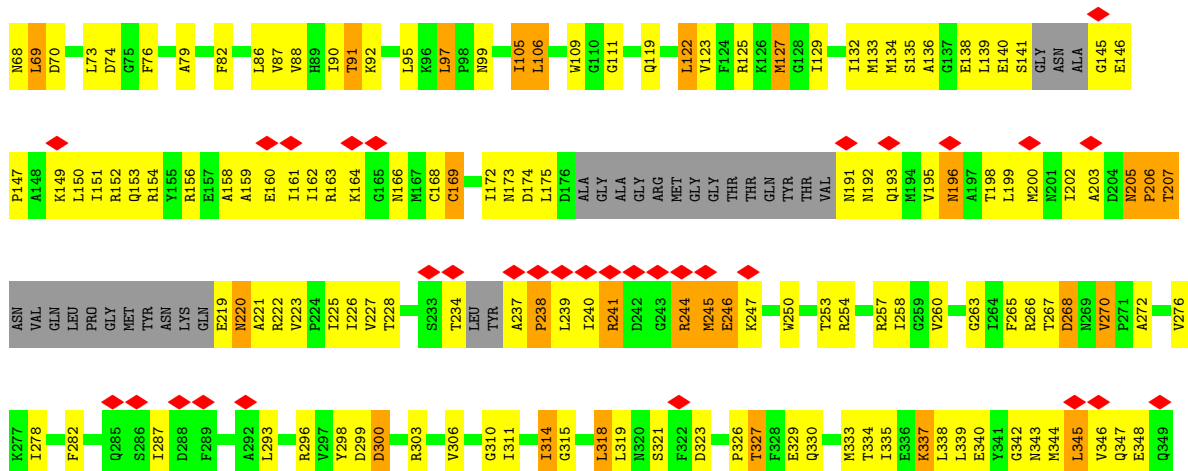 N68 L69 D70 L73 D74 G75 F76 A79 F82 L86 V87 V88 H89 I90 T91 K92 L95 K96 L97 P98 N99 I105 L106 W109 G110 G111 Q119 L122 V123 F124 R125 K126 M127 G128 I129 I132 M133 M134 S135 A136 G137 E138 L139 E140 S141 GLY ASN ALA G145 E146
P147 A148 K149 L150 I151 R152 Q153 R154 Y155 R156 E157 A158 A159 E160 I161 I162 R163 K164 G165 N166 M167 C168 C169 I172 N173 D174 L175 D176 ALA GLY ALA GLY ARG MET GLY GLY THR THR GLN TYR THR VAL N191 N192 Q193 M194 V195 N196 A197 T198 L199 M200 N201 I202 A203 D204 N205 P206 T207
ASN VAL GLN LEU PRO GLY MET TYR ASN LYS GLN E219 N220 A221 R222 V223 P224 I225 I226 V227 T228 S233 T234 LEU TYR A237 P238 L239 I240 R241 D242 G243 R244 M245 E246 K247 W250 T253 R254 R257 I258 G259 V260 G263 I264 F265 R266 T267 D268 N269 V270 P271 A272 V276
K277 I278 F282 Q285 S286 I287 D288 F289 A292 L293 R296 V297 Y298 D299 D300 R303 V306 G310 I311 I314 G315 L318 L319 N320 S321 F322 D323 P326 T327 F328 E329 Q330 M333 T334 I335 E336 K337 L338 L339 E340 Y341 G342 N343 M344 L345 V346 Q347 E348 Q349